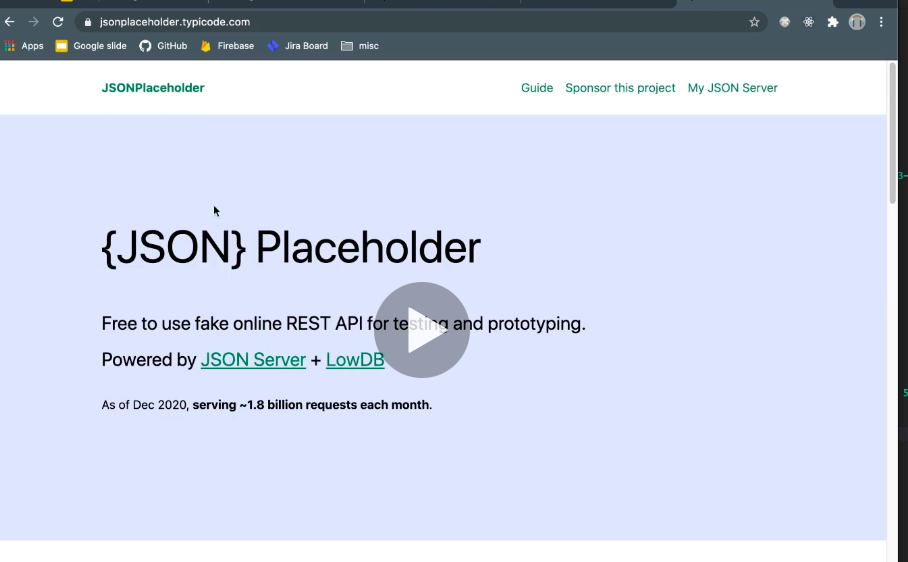 jsonplaceholder.typicode.com
Apps Google slide GitHub Firebase Jira Board misc
JSONPlaceholder Guide Sponsor this project My JSON Server
{JSON} Placeholder
Free to use fake online REST API for testing and prototyping.
Powered by JSON Server + LowDB
As of Dec 2020, serving ~1.8 billion requests each month.
3-
5